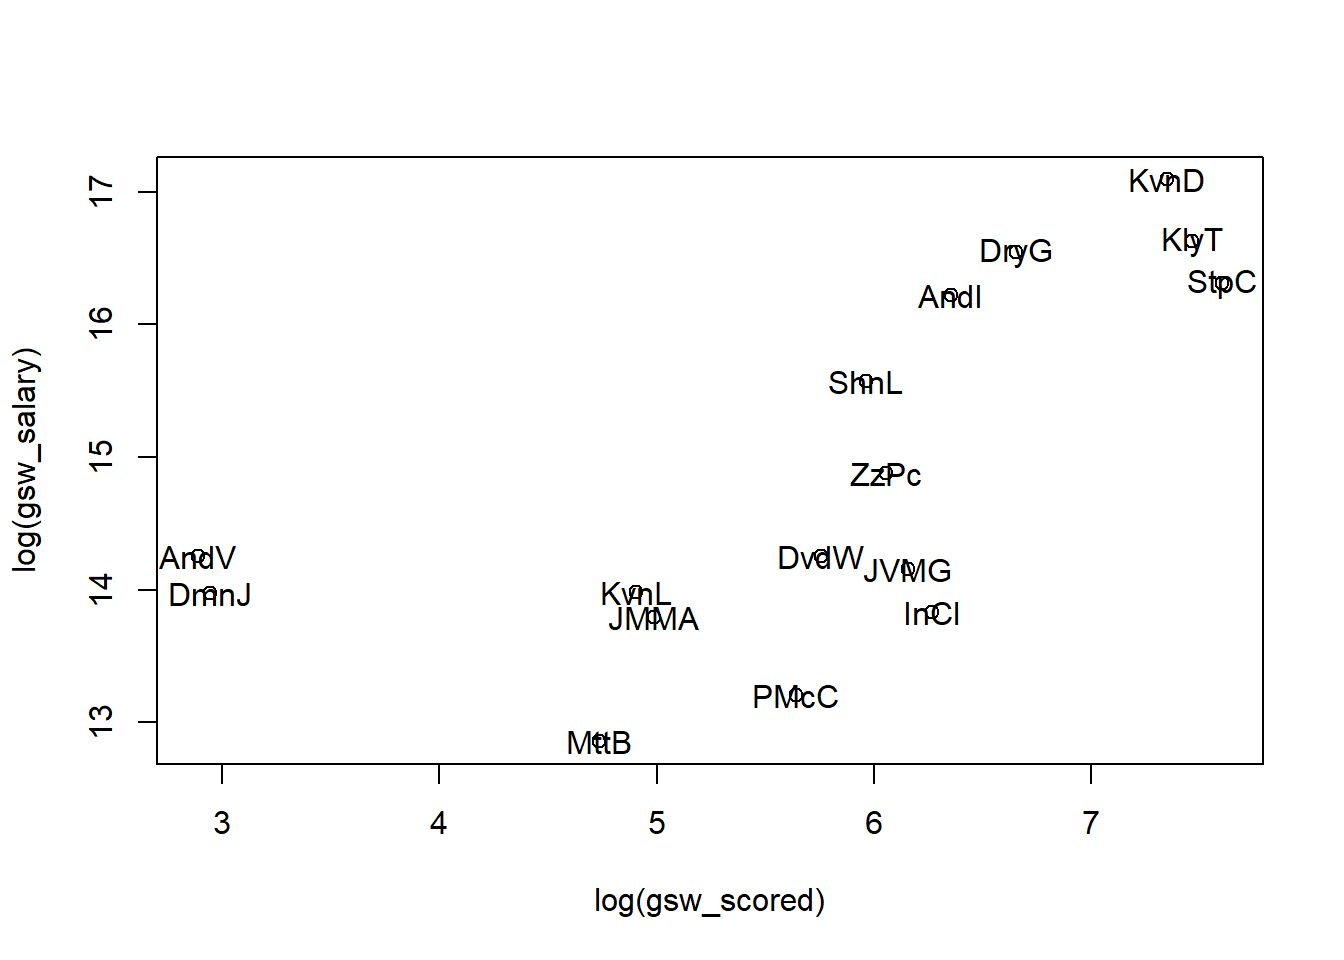 17
16
15
14
13
log(gsw_salary)
KvnD
KlyT
DryG
StpC
AndI
ShnL
ZzPc
AndV
DvdW
JVMG
DmnJ
KvnL
JMMA
InCl
PMcC
MttB
3 4 5 6 7
log(gsw_scored)